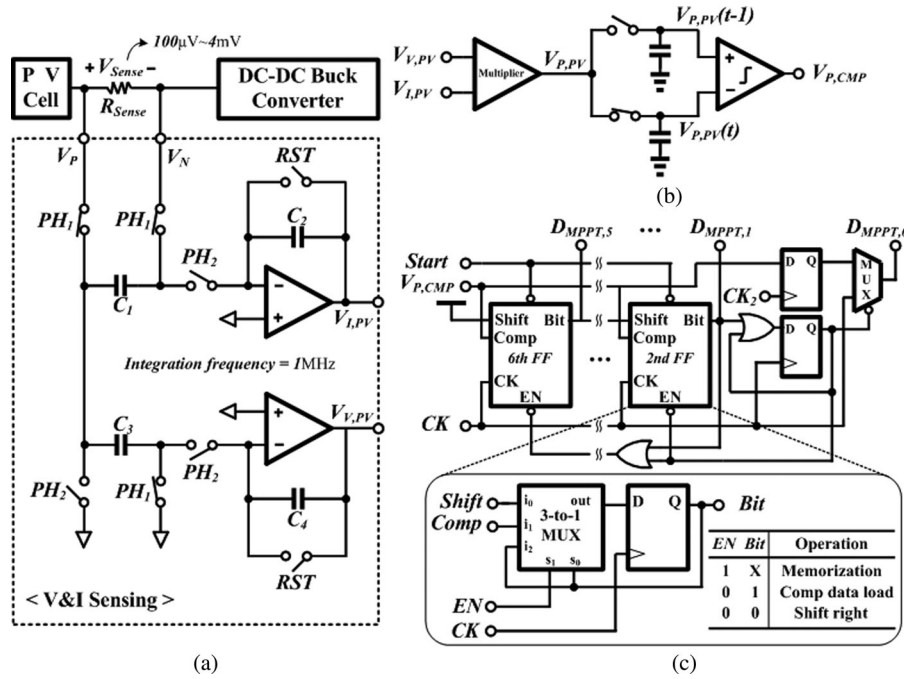 100μV~4mV
+ V_Sense −
P V
Cell
R_Sense
DC-DC Buck
Converter
V_P
V_N
RST
PH_1
PH_1
C_2
PH_2
C_1
−
+
V_I,PV
Integration frequency = 1MHz
+
−
V_V,PV
C_3
PH_2
PH_2
PH_1
C_4
RST
< V&I Sensing >
(a)
V_V,PV
V_I,PV
Multiplier
V_P,PV
V_P,PV(t-1)
+
−
V_P,CMP
V_P,PV(t)
(b)
D_MPPT,5
...
D_MPPT,1
Start
V_P,CMP
D Q
CK_2
MUX
Shift Bit
Comp
6th FF
CK
EN
...
Shift Bit
Comp
2nd FF
CK
EN
D Q
CK
Shift
Comp
i_0 out
i_1 3-to-1
i_2 MUX
s_1 s_0
D Q
Bit
EN
CK
EN Bit Operation
1 X Memorization
0 1 Comp data load
0 0 Shift right
(c)